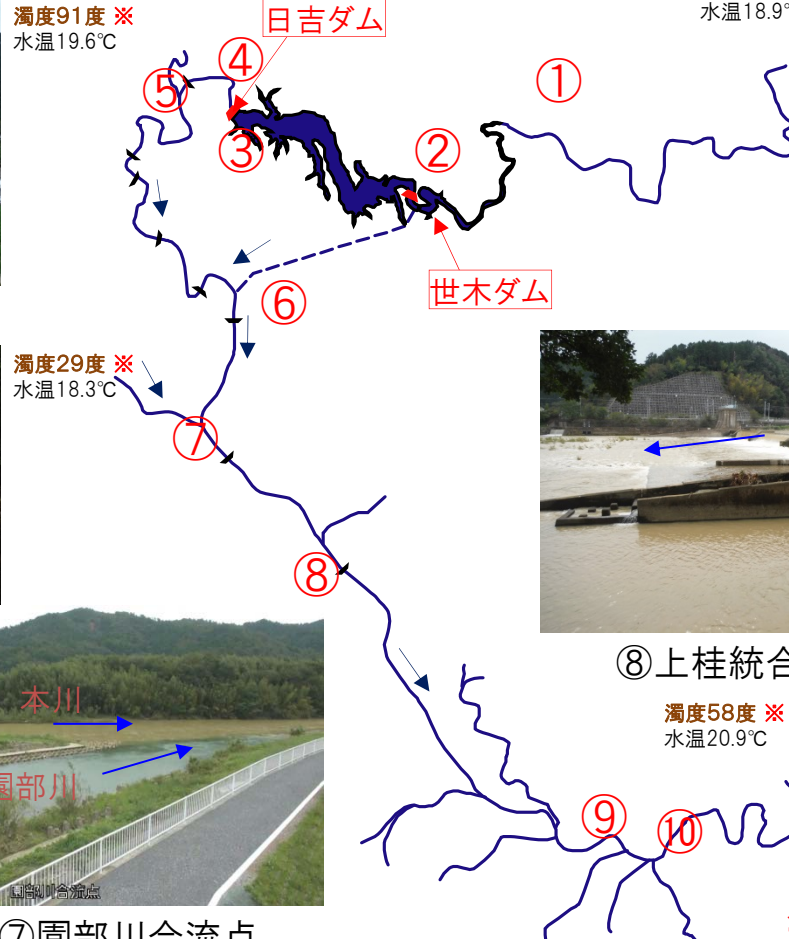 濁度91度 ※
水温19.6℃
日吉ダム
水温18.9°
④
①
⑤
③
②
世木ダム
⑥
濁度29度 ※
水温18.3℃
⑦
⑧
⑧上桂統合
本川
園部川
園部川合流点
濁度58度 ※
水温20.9℃
⑨
⑩
⑦園部川合流点